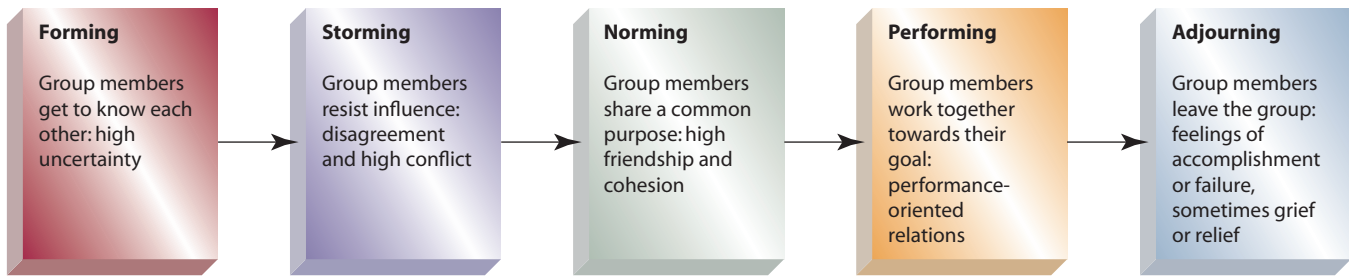 Forming
Group members
get to know each
other: high
uncertainty
Storming
Group members
resist influence:
disagreement
and high conflict
Norming
Group members
share a common
purpose: high
friendship and
cohesion
Performing
Group members
work together
towards their
goal:
performance-
oriented
relations
Adjourning
Group members
leave the group:
feelings of
accomplishment
or failure,
sometimes grief
or relief